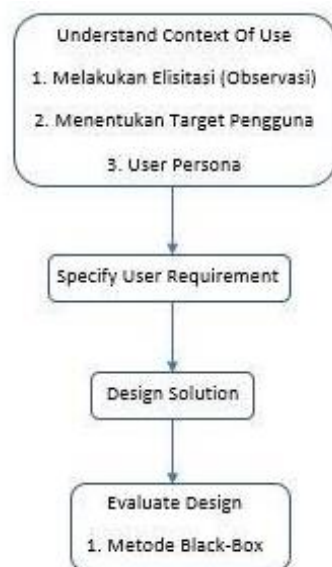 Understand Context Of Use
1. Melakukan Elisitasi (Observasi)
2. Menentukan Target Pengguna
3. User Persona
Specify User Requirement
Design Solution
Evaluate Design
1. Metode Black-Box